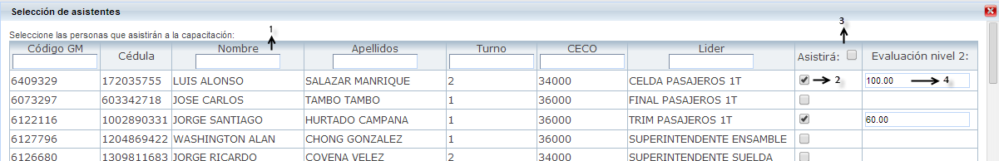 Selección de asistentes
Seleccione las personas que asistirán a la capacitación: 1 3
Código GM Cédula Nombre Apellidos Turno CECO Lider Asistirá: Evaluación nivel 2:
6409329 172035755 LUIS ALONSO SALAZAR MANRIQUE 2 34000 CELDA PASAJEROS 1T 2 100.00 4
6073297 603342718 JOSE CARLOS TAMBO TAMBO 1 36000 FINAL PASAJEROS 1T
6122116 1002890331 JORGE SANTIAGO HURTADO CAMPANA 1 36000 TRIM PASAJEROS 1T 60.00
6127796 1204869422 WASHINGTON ALAN CHONG GONZALEZ 1 36000 SUPERINTENDENTE ENSAMBLE
6126680 1309811683 JORGE RICARDO COVENA VELEZ 2 34000 SUPERINTENDENTE SUELDA